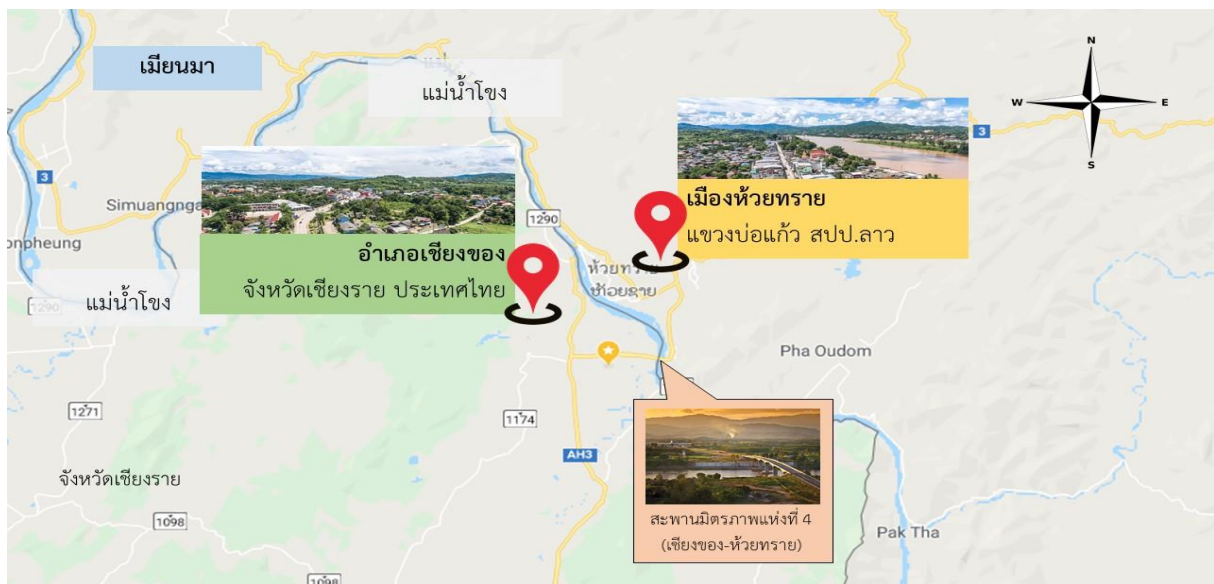 เมียนมา
แม่น้ำโขง
N
W
E
S
3
3
Simuangnga
onpheung
1290
เมืองห้วยทราย
แขวงบ่อแก้ว สปป.ลาว
อำเภอเชียงของ
จังหวัดเชียงราย ประเทศไทย
ห้วยทราย
ຫ້ວຍຊາຍ
แม่น้ำโขง
1290
Pha Oudom
1271
1174
AH3
จังหวัดเชียงราย
1098
สะพานมิตรภาพแห่งที่ 4
(เชียงของ-ห้วยทราย)
Pak Tha
1098